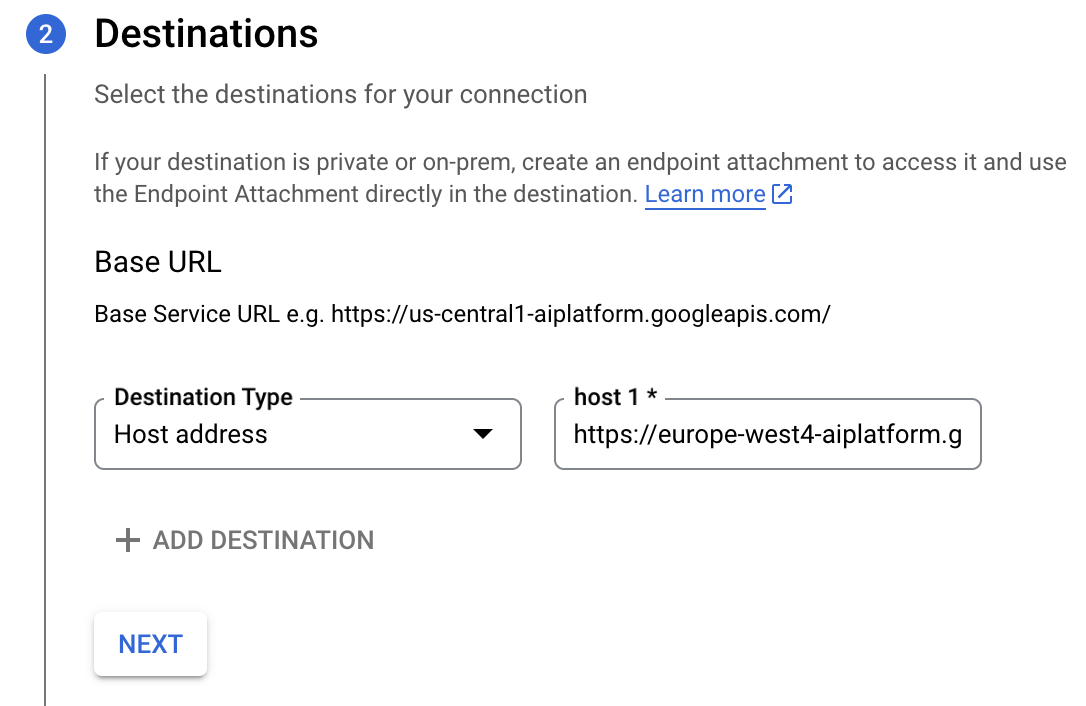 2 Destinations
Select the destinations for your connection
If your destination is private or on-prem, create an endpoint attachment to access it and use
the Endpoint Attachment directly in the destination. Learn more
Base URL
Base Service URL e.g. https://us-central1-aiplatform.googleapis.com/
Destination Type
Host address
host 1 *
https://europe-west4-aiplatform.g
+ ADD DESTINATION
NEXT